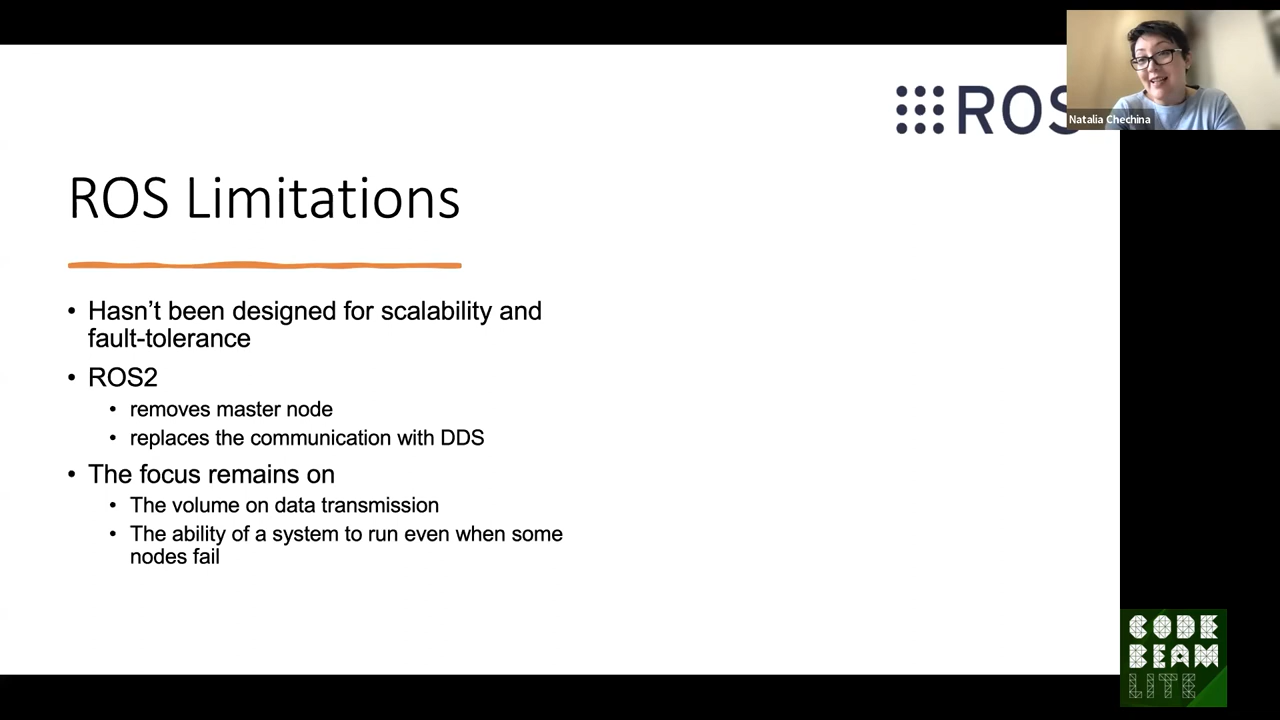 ROS
Natalia Chechina
ROS Limitations
• Hasn’t been designed for scalability and
fault-tolerance
• ROS2
• removes master node
• replaces the communication with DDS
• The focus remains on
• The volume on data transmission
• The ability of a system to run even when some
nodes fail
CODE
BEAM
LITE